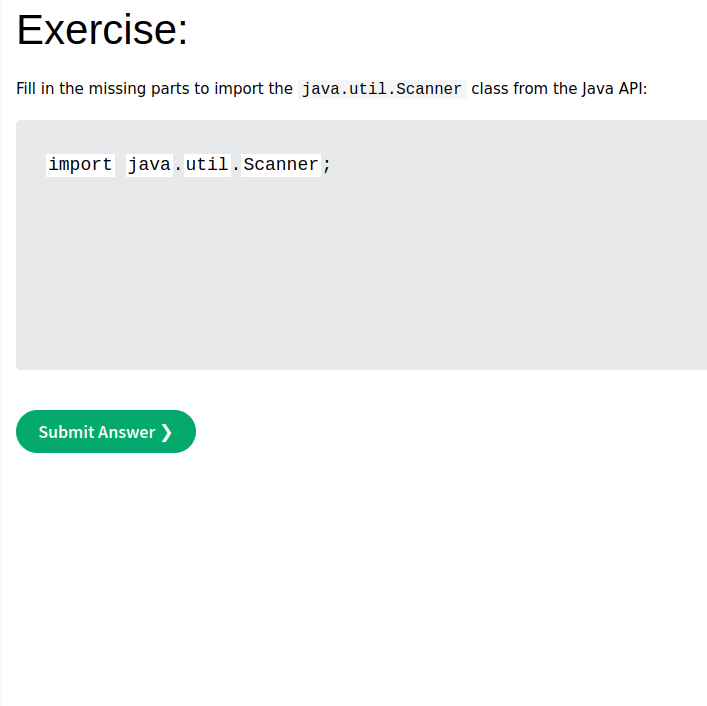 Exercise:
Fill in the missing parts to import the java.util.Scanner class from the Java API:
import java.util.Scanner;
Submit Answer ❯